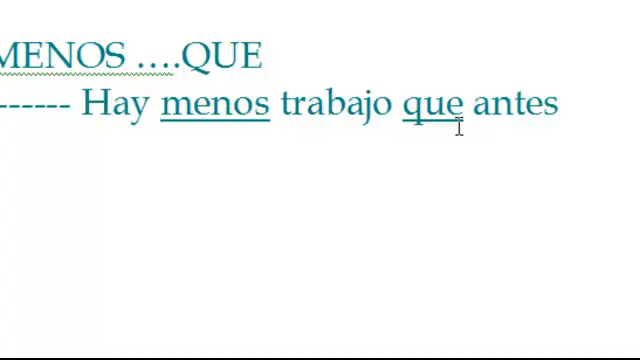 MENOS ….QUE
------ Hay menos trabajo que antes